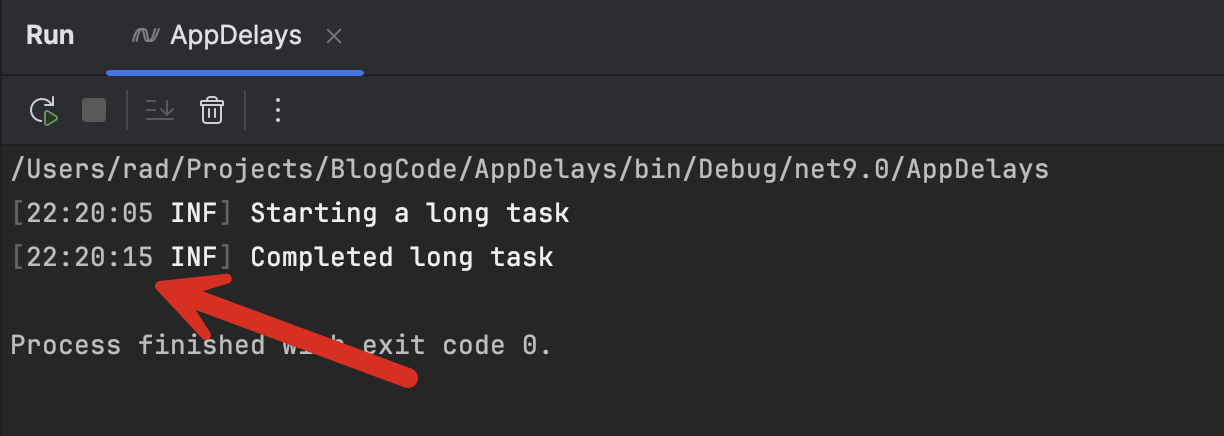 Run AppDelays
/Users/rad/Projects/BlogCode/AppDelays/bin/Debug/net9.0/AppDelays
[22:20:05 INF] Starting a long task
[22:20:15 INF] Completed long task
Process finished with exit code 0.